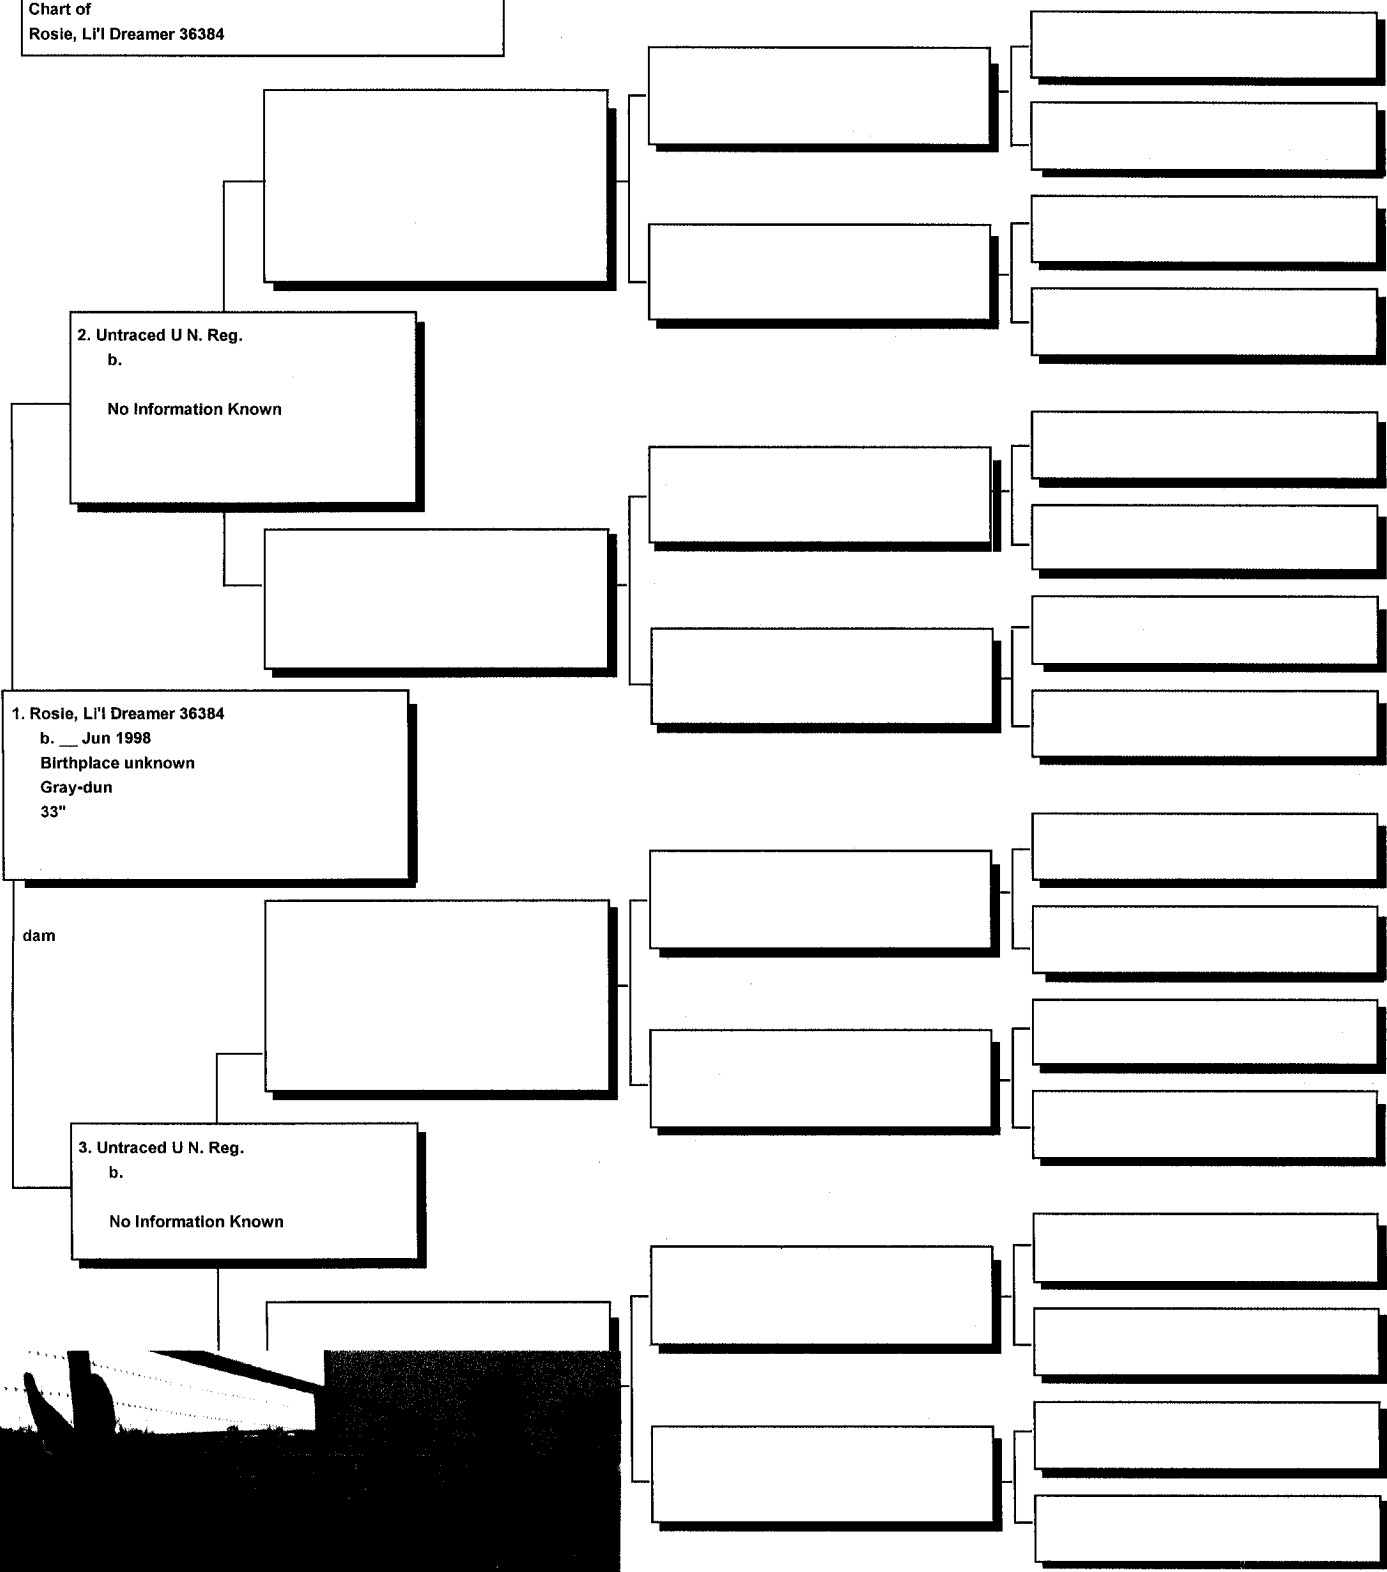 Chart of
Rosie, Li'l Dreamer 36384
2. Untraced U N. Reg.
b.
No Information Known
1. Rosie, Li'l Dreamer 36384
b. __ Jun 1998
Birthplace unknown
Gray-dun
33"
dam
3. Untraced U N. Reg.
b.
No Information Known